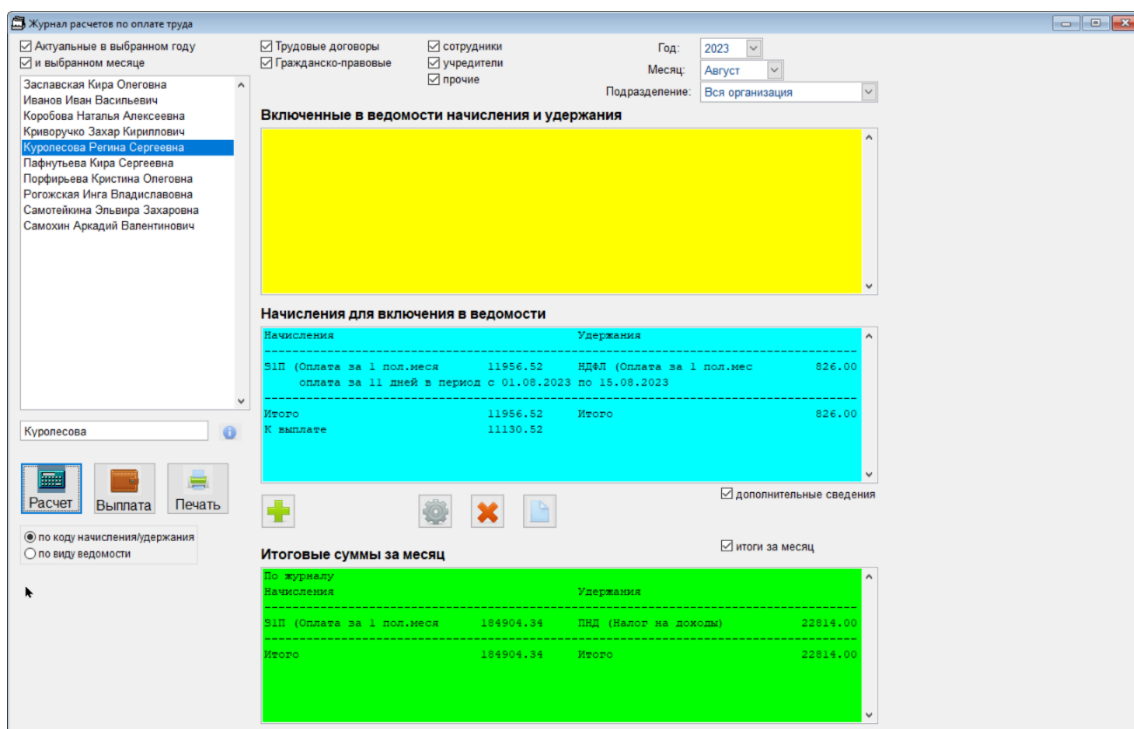 Журнал расчетов по оплате труда
Актуальные в выбранном году
и выбранном месяце
Трудовые договоры
Гражданско-правовые
сотрудники
учредители
прочие
Год: 2023
Месяц: Август
Подразделение: Вся организация
Заславская Кира Олеговна
Иванов Иван Васильевич
Коробова Наталья Алексеевна
Криворучко Захар Кириллович
Куролесова Регина Сергеевна
Пафнутьева Кира Сергеевна
Порфирьева Кристина Олеговна
Рогожская Инга Владиславовна
Самотейкина Эльвира Захаровна
Самохин Аркадий Валентинович
Куролесова
Расчет
Выплата
Печать
по коду начисления/удержания
по виду ведомости
Включенные в ведомости начисления и удержания
Начисления для включения в ведомости
Начисления Удержания
91П (Оплата за 1 пол.меся 11956.52 НДФЛ (Оплата за 1 пол.мес 826.00
оплата за 11 дней в период с 01.08.2023 по 15.08.2023
Итого 11956.52 Итого 826.00
К выплате 11130.52
дополнительные сведения
итоги за месяц
Итоговые суммы за месяц
По журналу
Начисления Удержания
91П (Оплата за 1 пол.меся 184904.34 ПНД (Налог на доходы) 22814.00
Итого 184904.34 Итого 22814.00